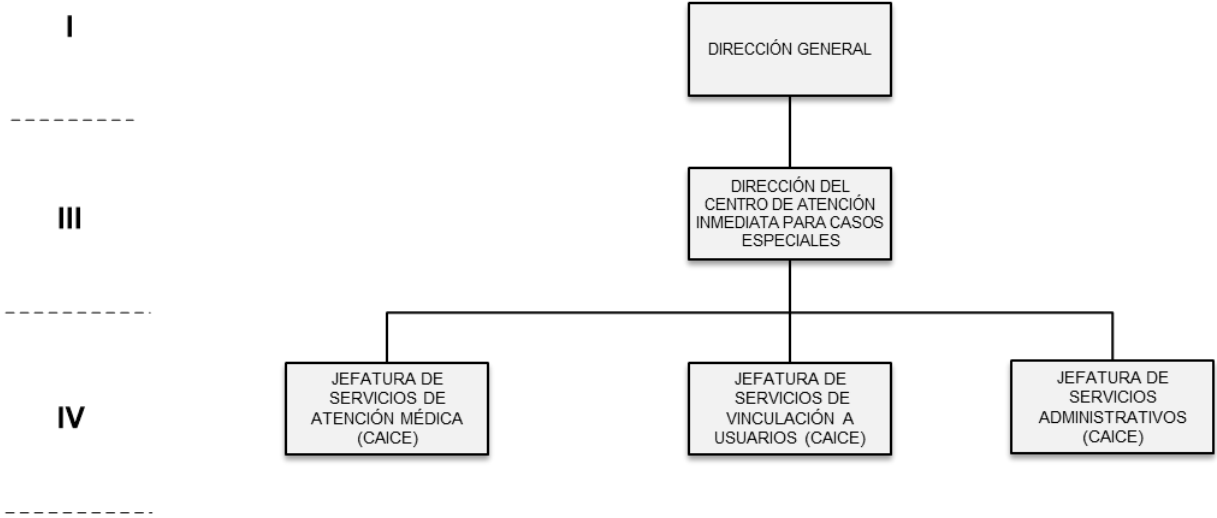 I
DIRECCIÓN GENERAL
III
DIRECCIÓN DEL
CENTRO DE ATENCIÓN
INMEDIATA PARA CASOS
ESPECIALES
IV
JEFATURA DE
SERVICIOS DE
ATENCIÓN MÉDICA
(CAICE)
JEFATURA DE
SERVICIOS DE
VINCULACIÓN A
USUARIOS (CAICE)
JEFATURA DE
SERVICIOS
ADMINISTRATIVOS
(CAICE)